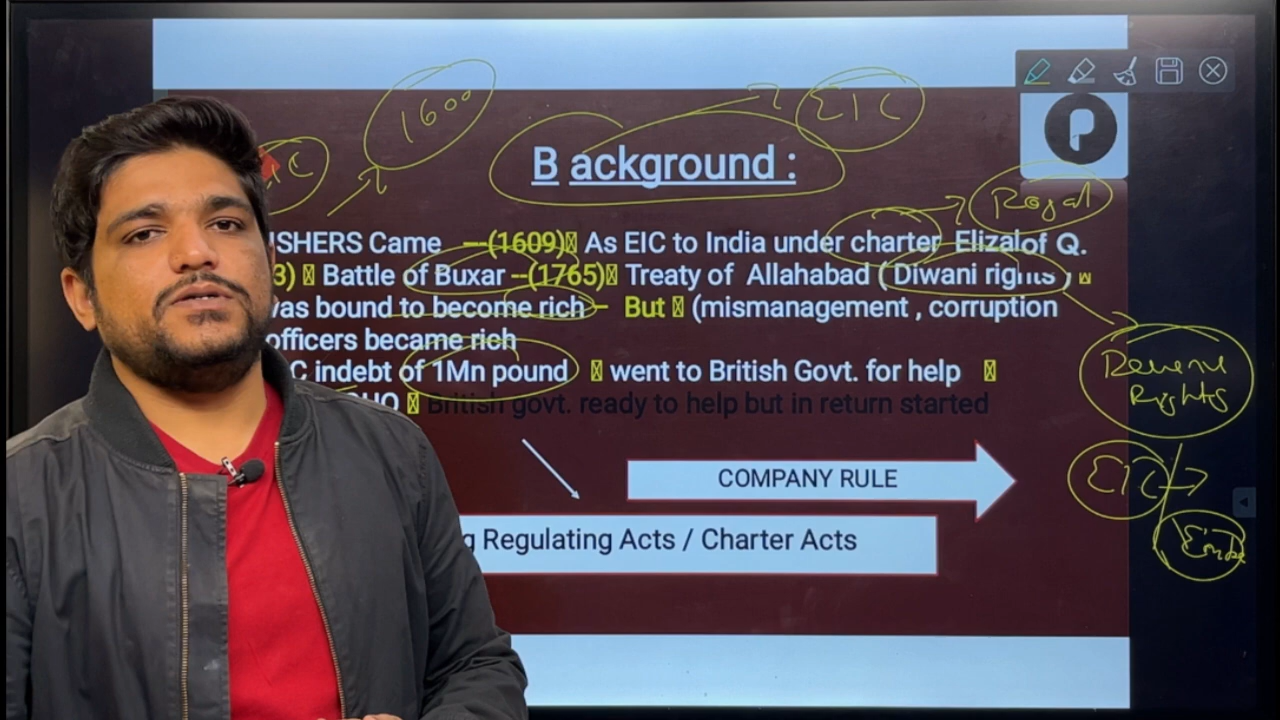 1600
EIC
B ackground :
Royal
ISHERS Came --(1609) As EIC to India under charter Elizalof Q.
3) Battle of Buxar --(1765) Treaty of Allahabad ( Diwani rights )
was bound to become rich – But (mismanagement , corruption
officers became rich
C indebt of 1Mn pound went to British Govt. for help
British govt. ready to help but in return started
Revenue
Rights
COMPANY RULE
EIC
g Regulating Acts / Charter Acts